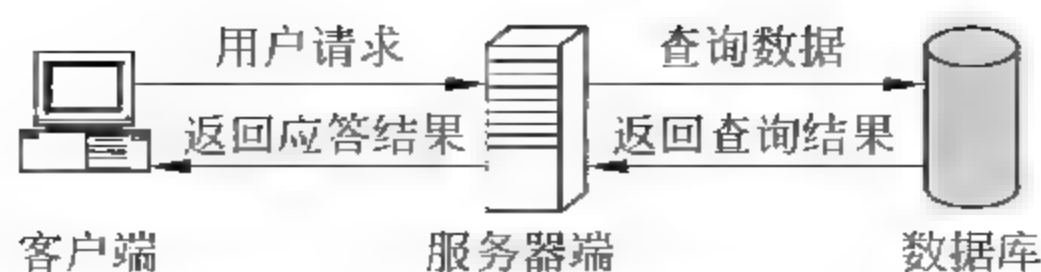 用户请求
查询数据
返回应答结果
返回查询结果
客户端
服务器端
数据库